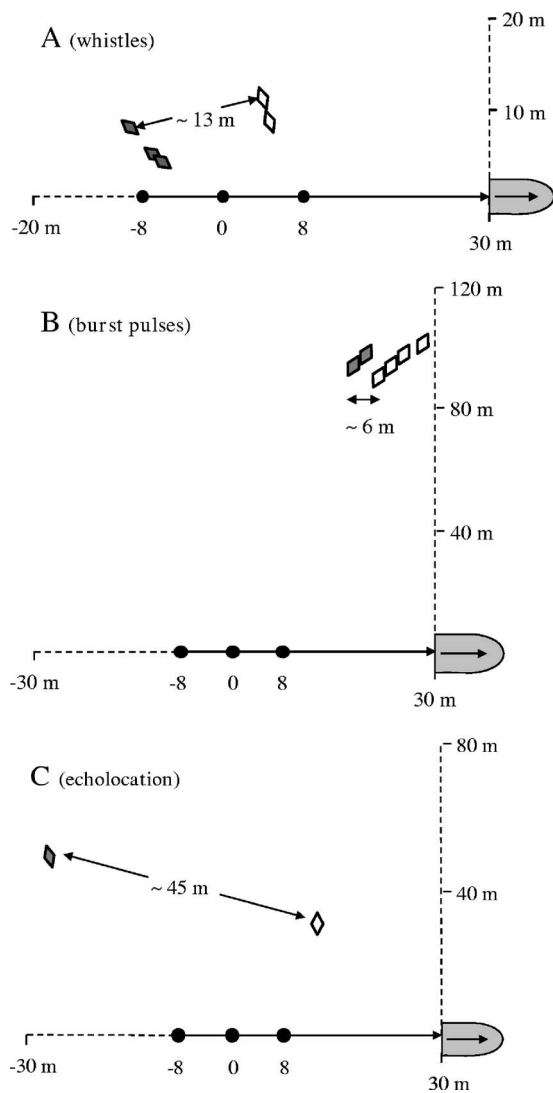 A (whistles)
20 m
10 m
~ 13 m
-20 m
-8
0
8
30 m
B (burst pulses)
120 m
80 m
~ 6 m
40 m
-30 m
-8
0
8
30 m
C (echolocation)
80 m
~ 45 m
40 m
-30 m
-8
0
8
30 m